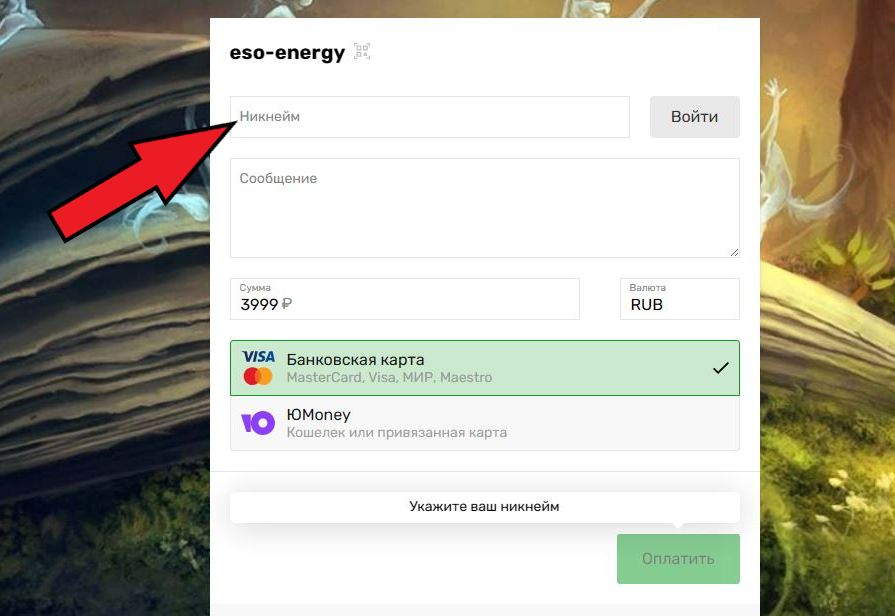 eso-energy
Никнейм
Войти
Сообщение
Сумма
3999 ₽
Валюта
RUB
VISA
Банковская карта
MasterCard, Visa, МИР, Maestro
ЮMoney
Кошелек или привязанная карта
Укажите ваш никнейм
Оплатить